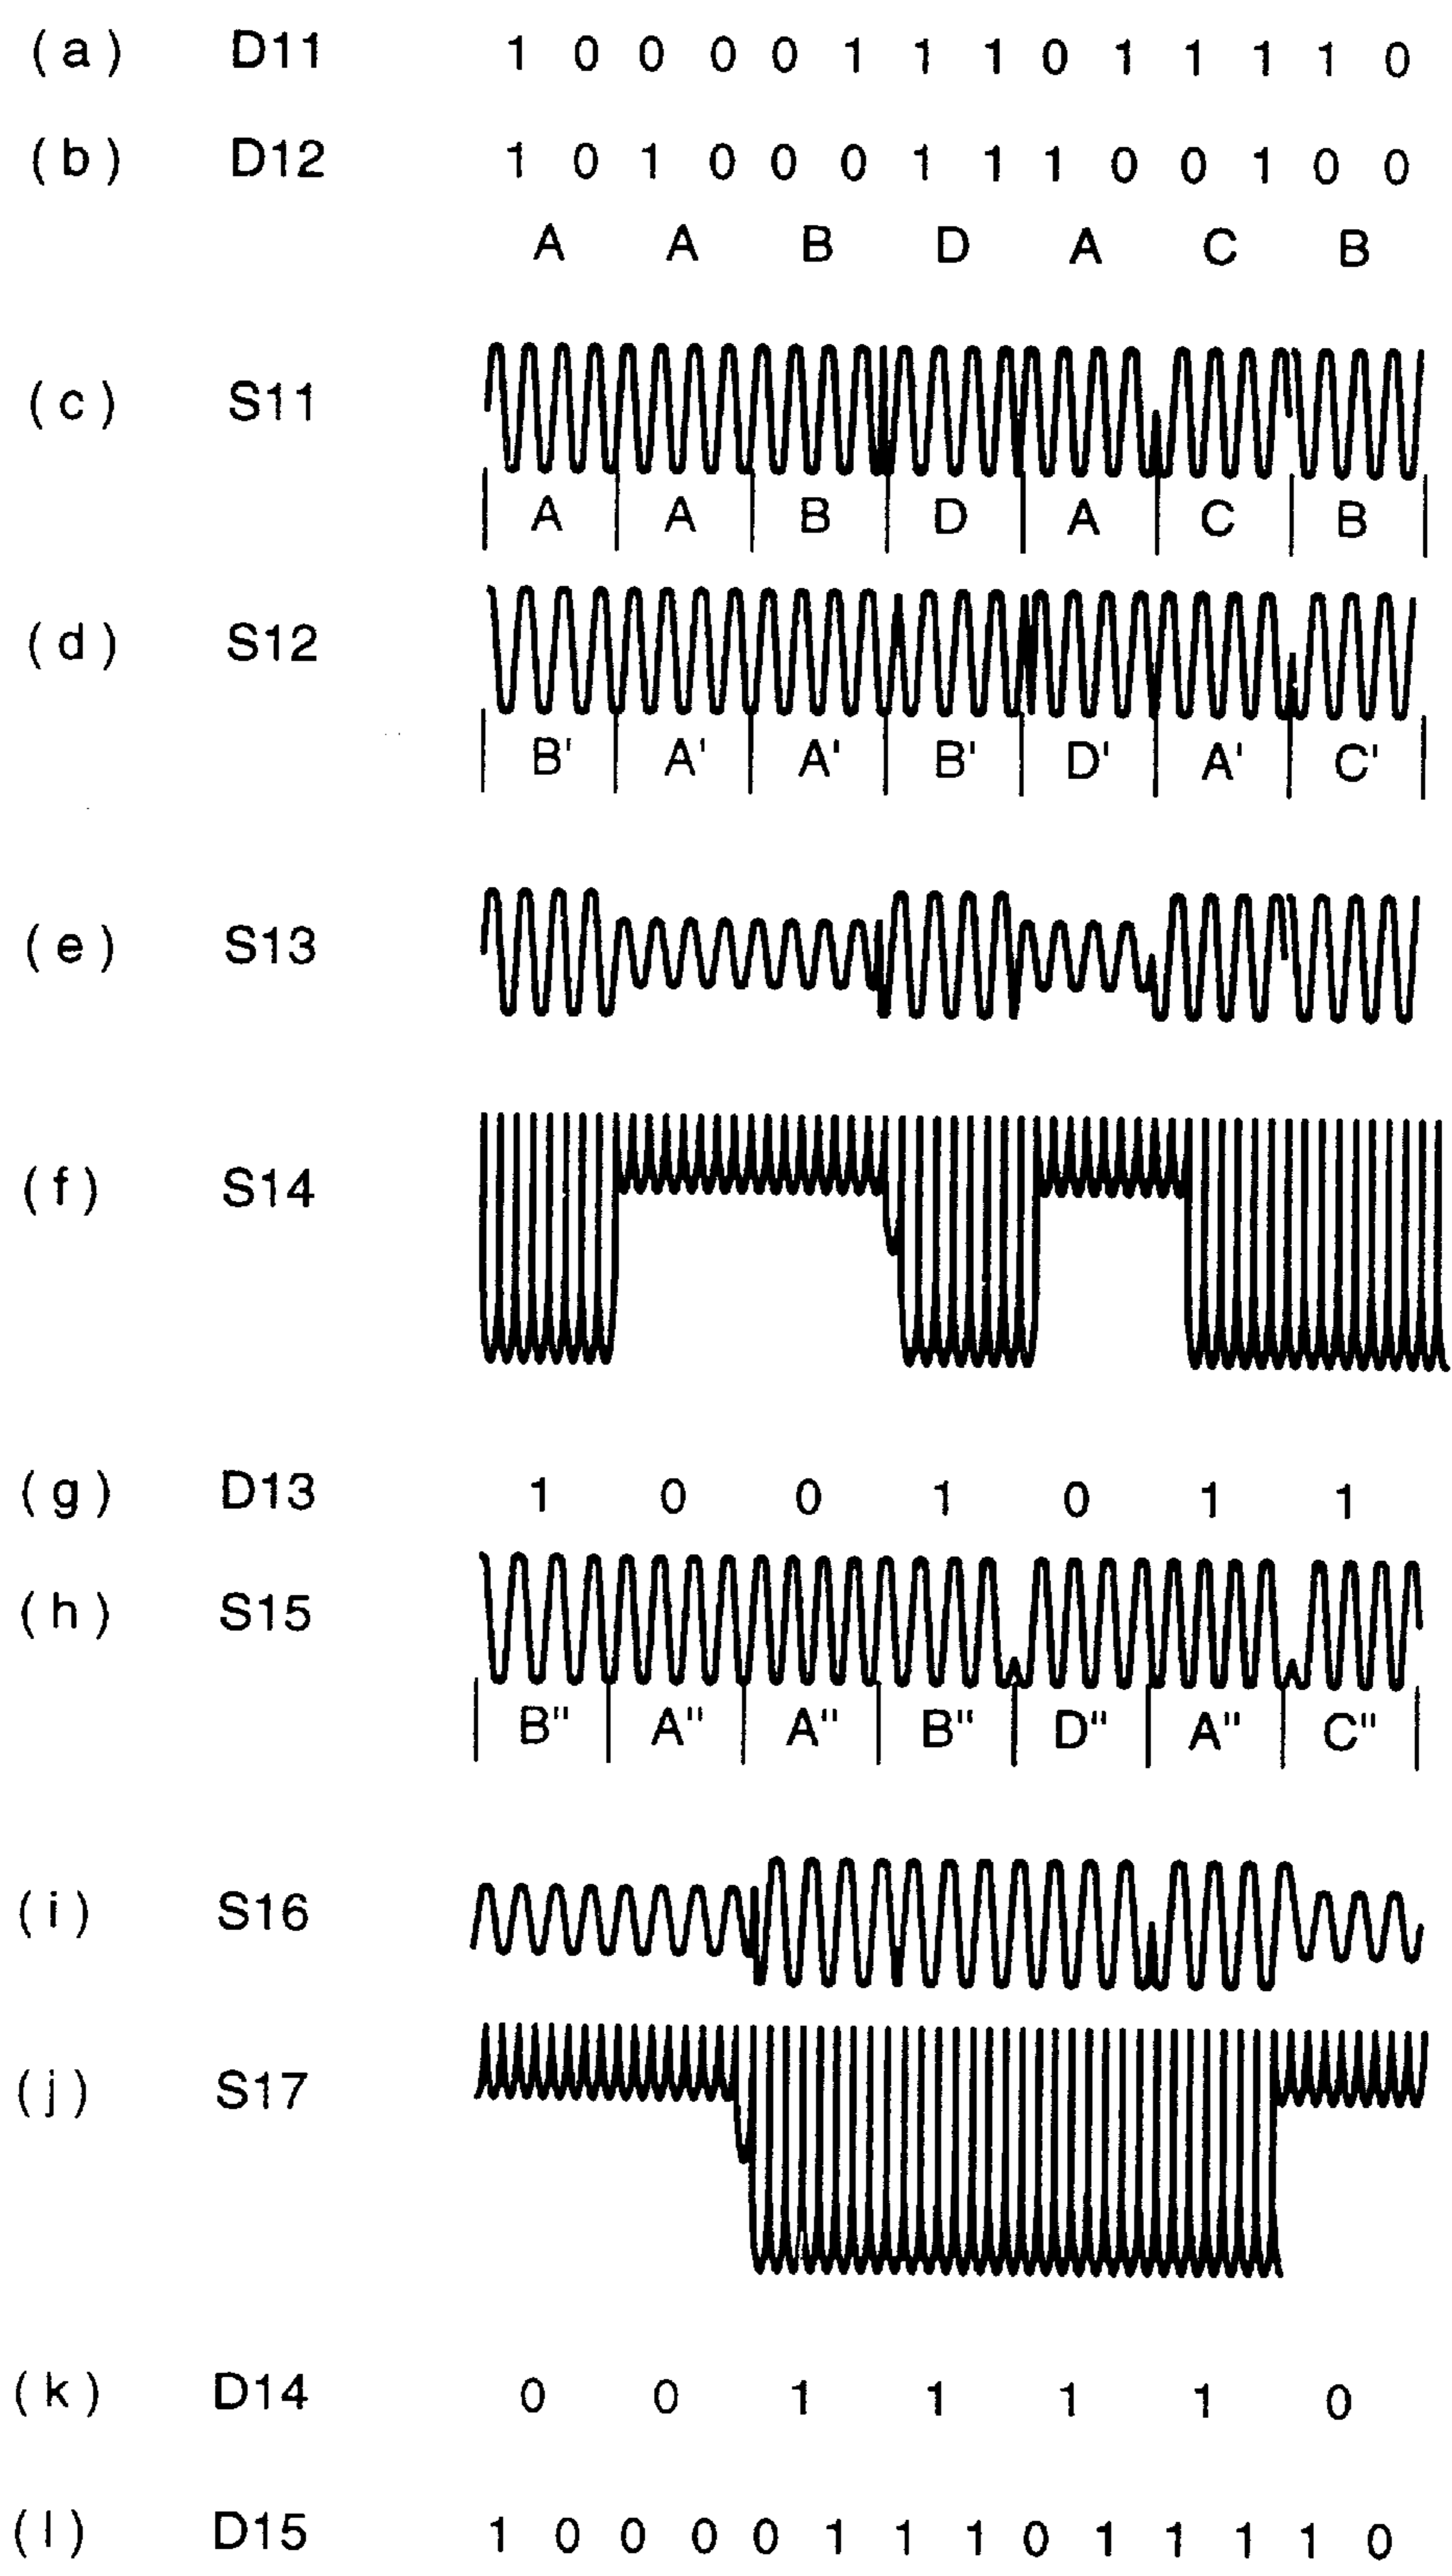 (a) D11 1 0 0 0 0 1 1 1 0 1 1 1 1 0
(b) D12 1 0 1 0 0 0 1 1 1 0 0 1 0 0
A A B D A C B
(c) S11
A A B D A C B
(d) S12
B' A' A' B' D' A' C'
(e) S13
(f) S14
(g) D13 1 0 0 1 0 1 1
(h) S15
B" A" A" B" D" A" C"
(i) S16
(j) S17
(k) D14 0 0 1 1 1 1 0
(l) D15 1 0 0 0 0 1 1 1 0 1 1 1 1 0